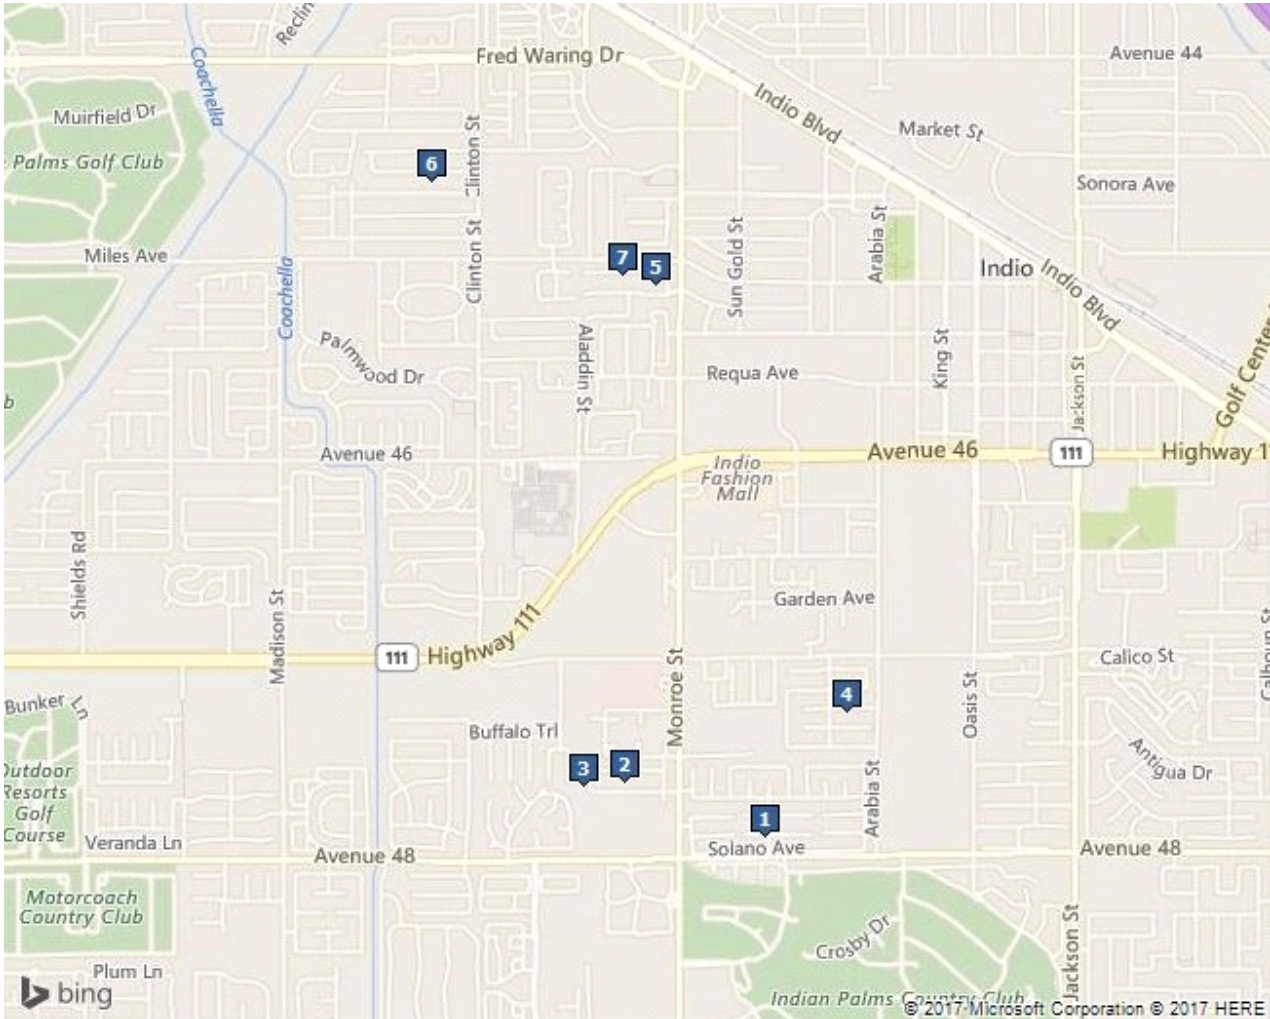 Reclin
Fred Waring Dr
Avenue 44
Coachella
Indio Blvd
Muirfield Dr
Market St
Clinton St
Palms Golf Club
6
Sonora Ave
Arabia St
Sun Gold St
Clinton St
Miles Ave
7
5
Indio
Indio Blvd
Coachella
Palmwood Dr
Aladdin St
Requa Ave
King St
Jackson St
Golf Center
b
Avenue 46
Avenue 46
111
Highway 11
Indio
Fashion
Mall
Shields Rd
Madison St
Garden Ave
Highway 111
111
Monroe St
Calico St
Calhoun St
Oasis St
4
Bunker Ln
Buffalo Trl
3
2
Antigua Dr
Outdoor
Resorts
Golf
Course
Arabia St
1
Veranda Ln
Avenue 48
Solano Ave
Avenue 48
Motorcoach
Country Club
Crosby Dr
Jackson St
Plum Ln
bing
Indian Palms Country Club
© 2017 Microsoft Corporation © 2017 HERE